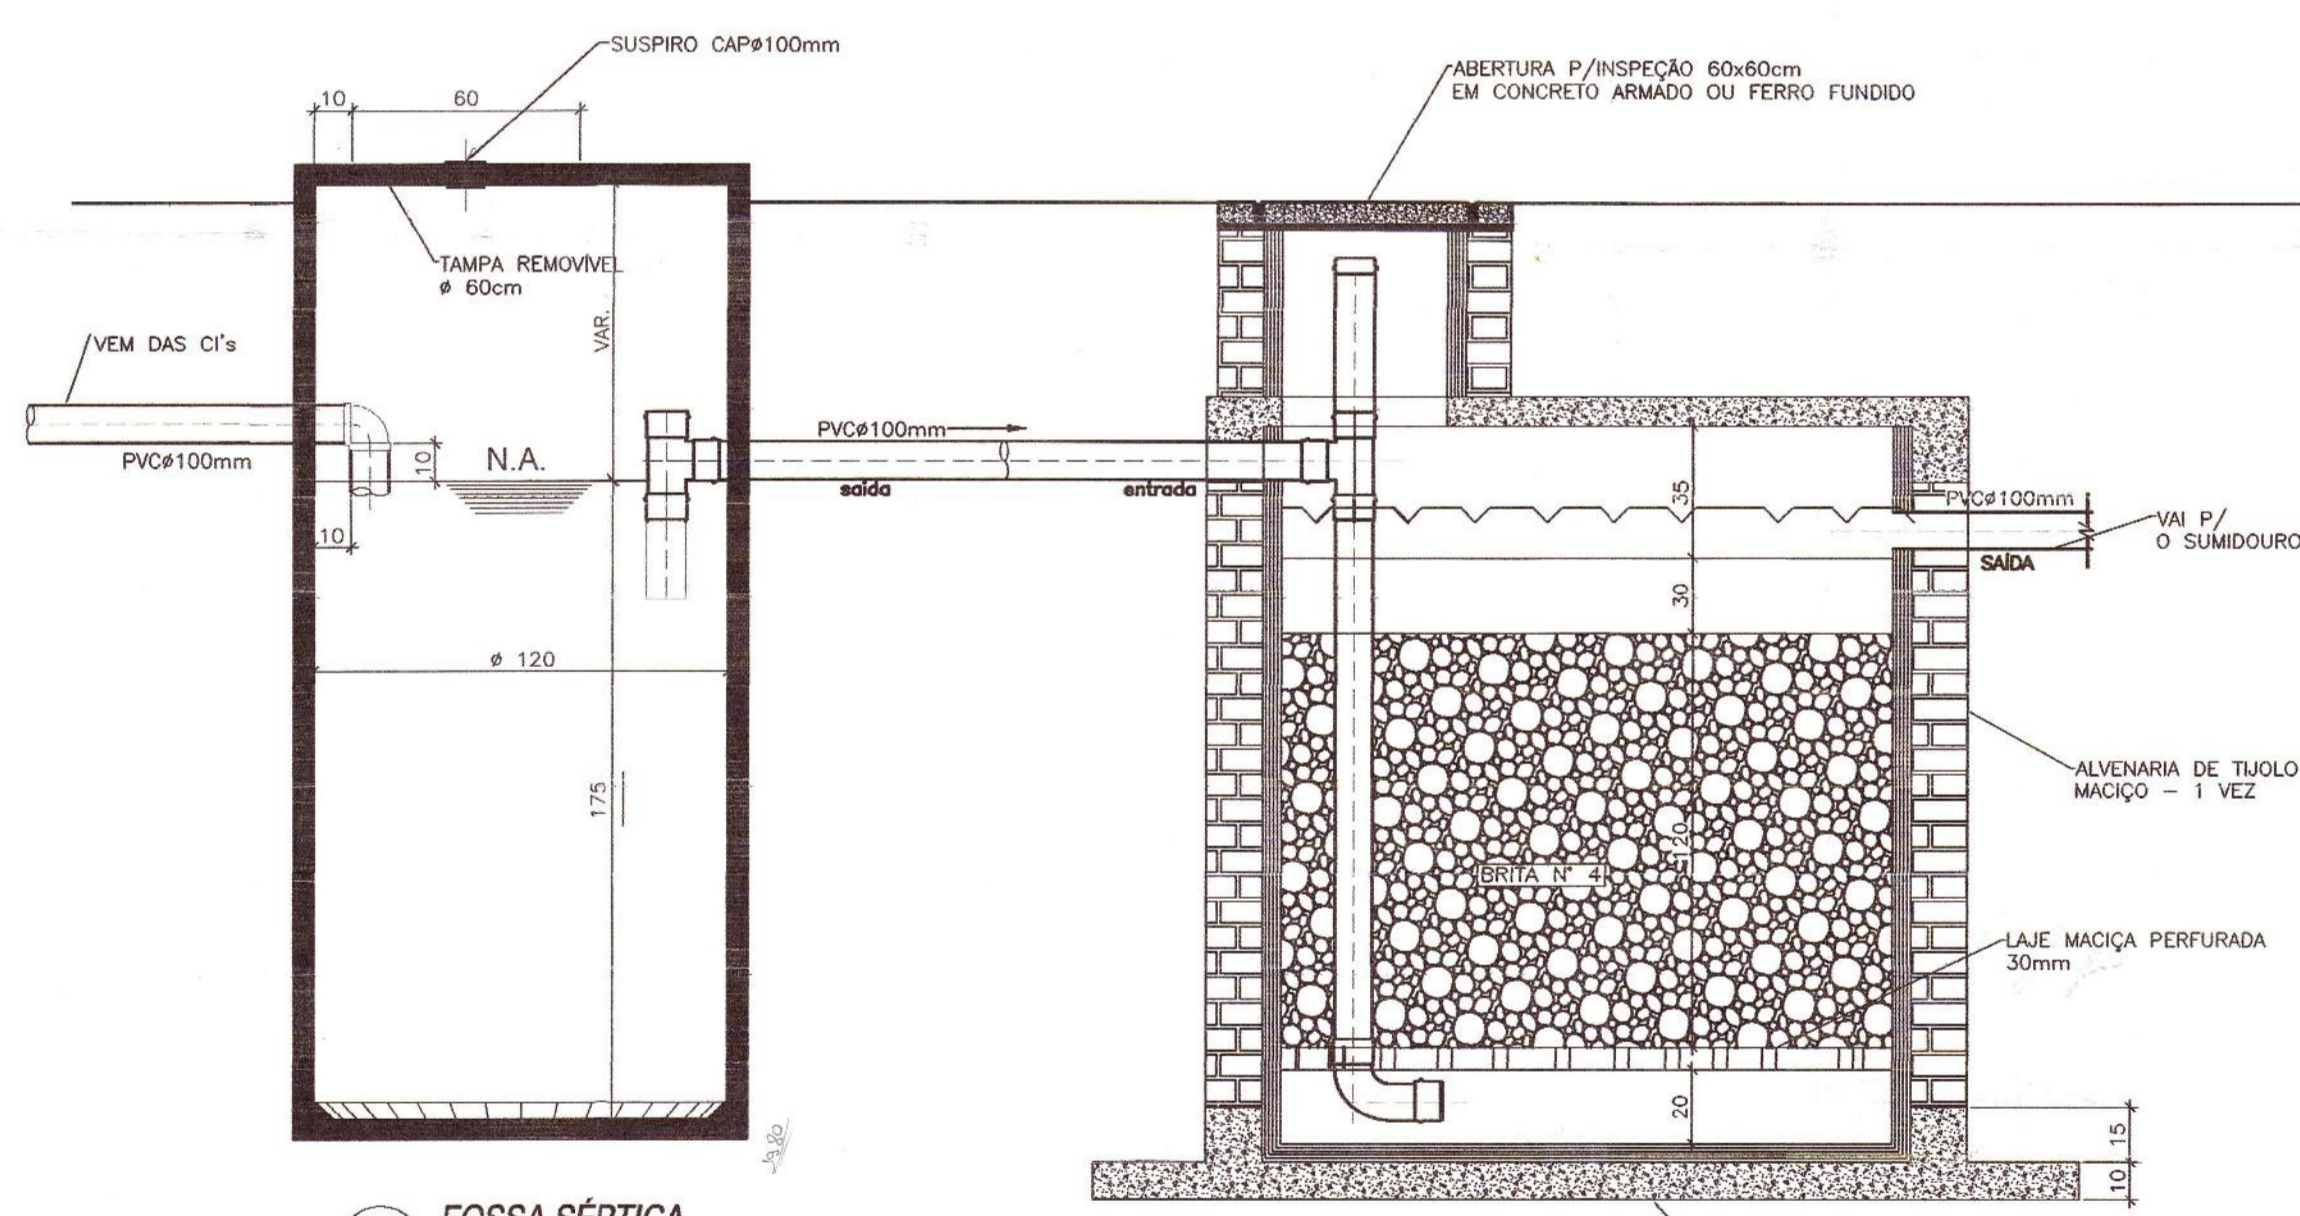 SUSPIRO CAPø100mm
10
60
ABERTURA P/INSPEÇÃO 60x60cm
EM CONCRETO ARMADO OU FERRO FUNDIDO
TAMPA REMOVÍVEL
ø 60cm
VAR.
VEM DAS CI's
PVCø100mm
10
N.A.
10
PVCø100mm
saída
entrada
35
PVCø100mm
VAI P/
O SUMIDOURO
SAÍDA
30
ø 120
175
120
BRITA N° 4
ALVENARIA DE TIJOLO
MACIÇO – 1 VEZ
LAJE MACIÇA PERFURADA
30mm
20
15
10
FOSSA SÉPTICA